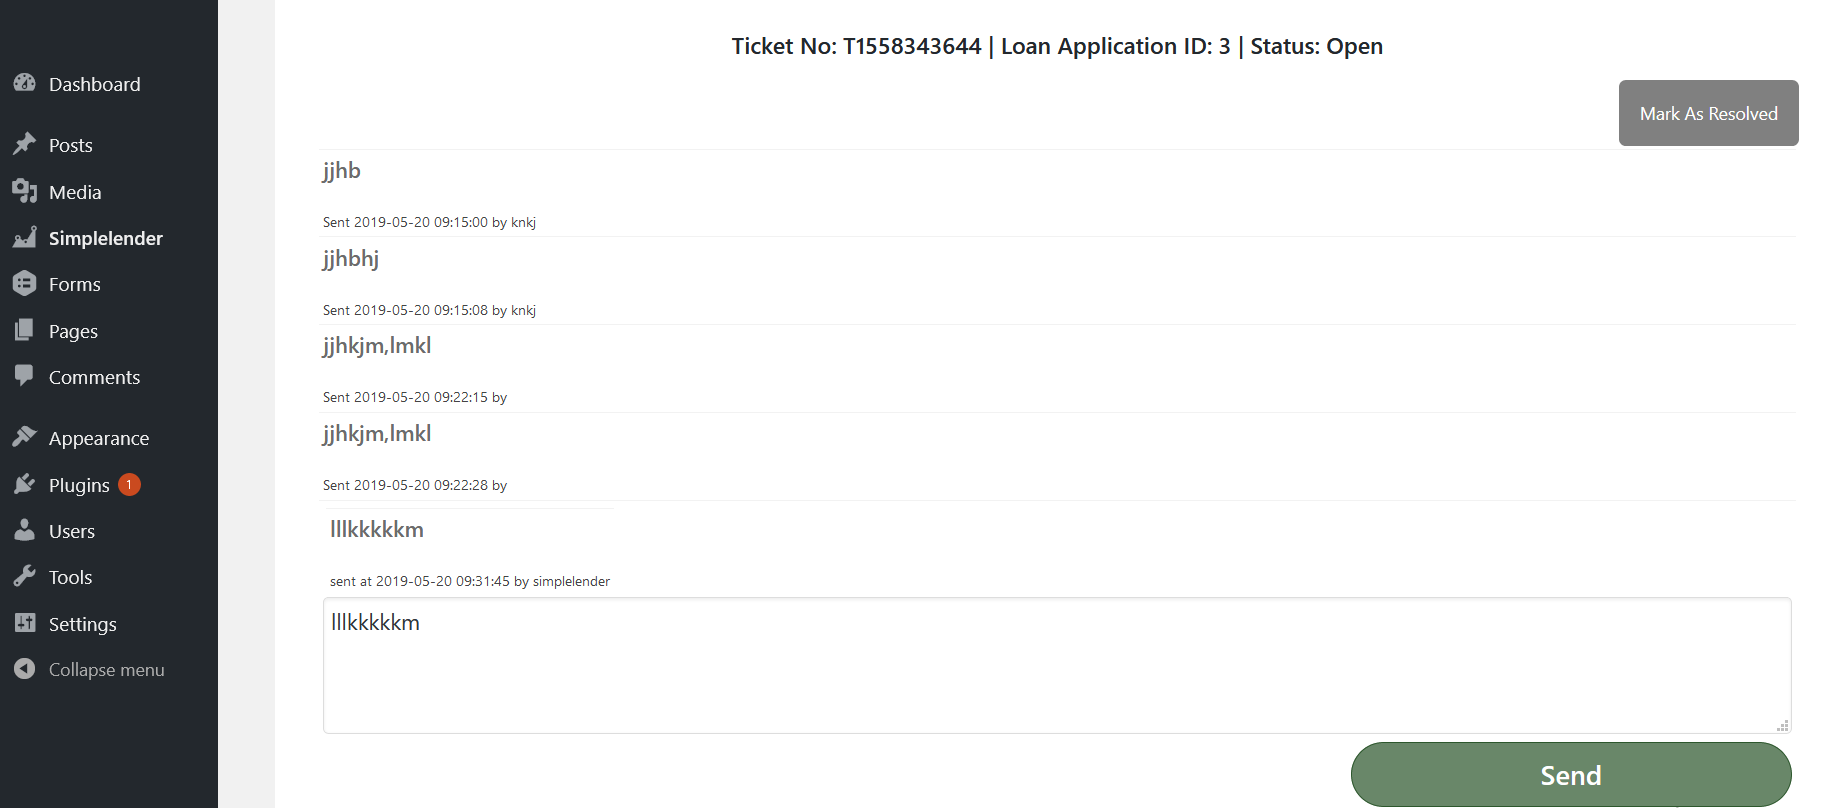 Ticket No: T1558343644 | Loan Application ID: 3 | Status: Open
Dashboard
Posts
Media
Simplelender
Forms
Pages
Comments
Appearance
Plugins 1
Users
Tools
Settings
Collapse menu
Mark As Resolved
jjhb
Sent 2019-05-20 09:15:00 by knkj
jjhbhj
Sent 2019-05-20 09:15:08 by knkj
jjhkjm,lmkl
Sent 2019-05-20 09:22:15 by
jjhkjm,lmkl
Sent 2019-05-20 09:22:28 by
lllkkkkkm
sent at 2019-05-20 09:31:45 by simplelender
lllkkkkkm
Send